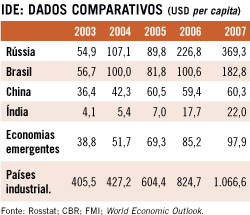 IDE: DADOS COMPARATIVOS (USD per capita)
2003 2004 2005 2006 2007
Rússia 54,9 107,1 89,8 226,8 369,3
Brasil 56,7 100,0 81,8 100,6 182,8
China 36,4 42,3 60,5 59,4 60,3
Índia 4,1 5,4 7,0 17,7 22,0
Economias
emergentes 38,8 51,7 69,3 85,2 97,9
Países
industrial. 405,5 427,2 604,4 824,7 1.066,6
Fonte: Rosstat; CBR; FMI; World Economic Outlook.